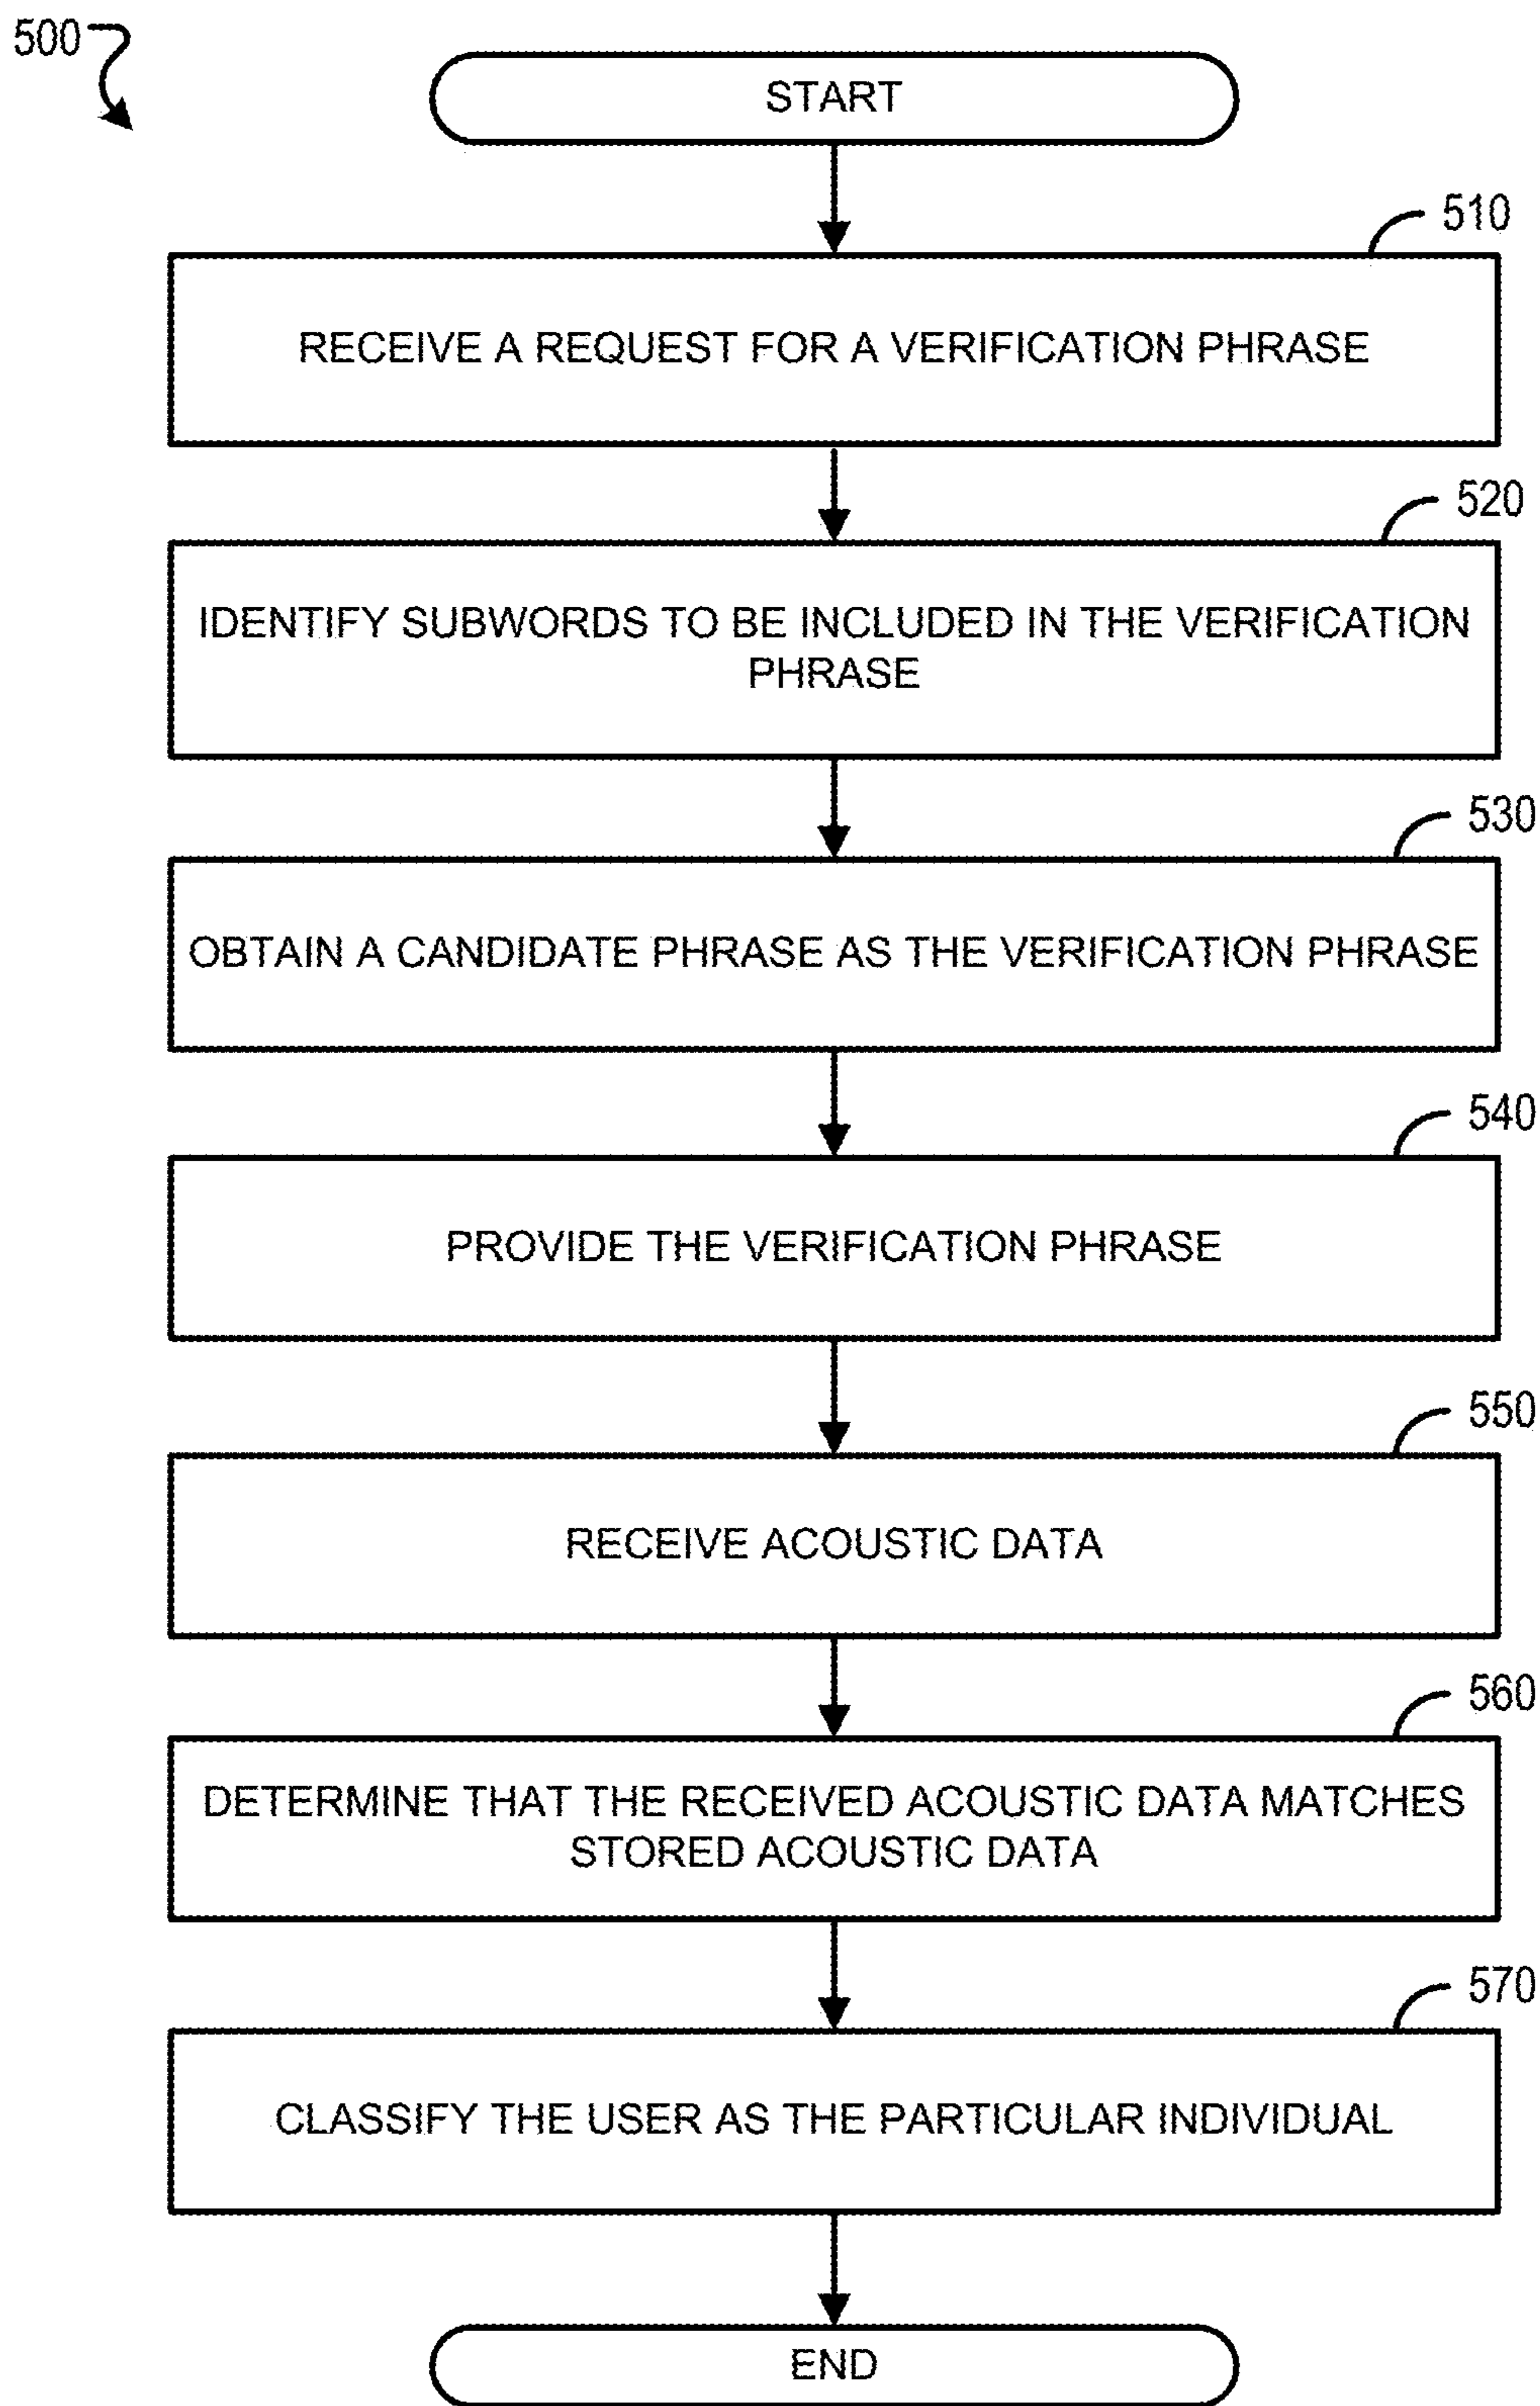 500
START
510
RECEIVE A REQUEST FOR A VERIFICATION PHRASE
520
IDENTIFY SUBWORDS TO BE INCLUDED IN THE VERIFICATION
PHRASE
530
OBTAIN A CANDIDATE PHRASE AS THE VERIFICATION PHRASE
540
PROVIDE THE VERIFICATION PHRASE
550
RECEIVE ACOUSTIC DATA
560
DETERMINE THAT THE RECEIVED ACOUSTIC DATA MATCHES
STORED ACOUSTIC DATA
570
CLASSIFY THE USER AS THE PARTICULAR INDIVIDUAL
END